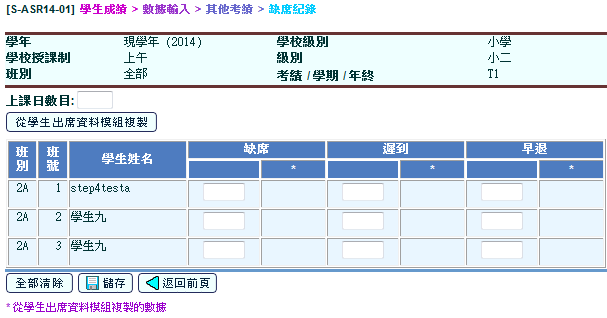 [S-ASR14-01] 學生成績 > 數據輸入 > 其他考績 > 缺席紀錄
學年 現學年 (2014) 學校級別 小學
學校授課制 上午 級別 小二
班別 全部 考績 / 學期 / 年終 T1
上課日數目:
從學生出席資料模組複製
班別 班號 學生姓名 缺席 遲到 早退
* * *
2A 1 step4testa
2A 2 學生九
2A 3 學生九
全部清除 儲存 返回前頁
* 從學生出席資料模組複製的數據